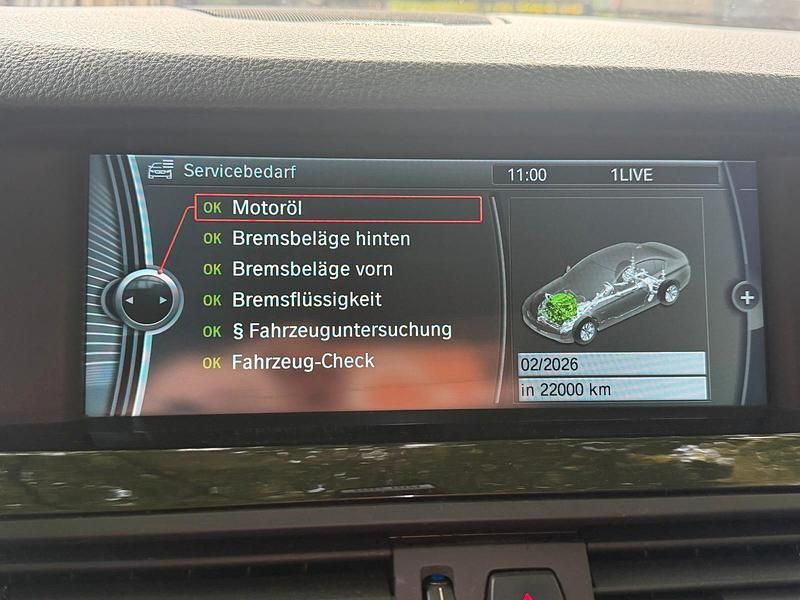 Servicebedarf
11:00
1LIVE
OK Motoröl
OK Bremsbeläge hinten
OK Bremsbeläge vorn
OK Bremsflüssigkeit
OK § Fahrzeuguntersuchung
OK Fahrzeug-Check
02/2026
in 22000 km